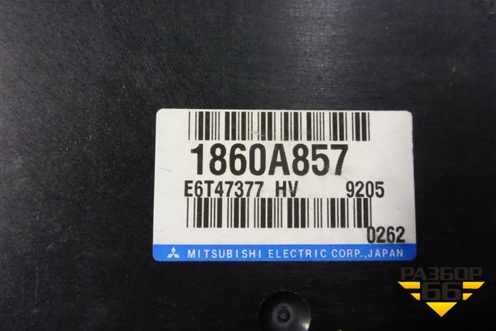 1860A857
E6T47377 HV 9205
0262
MITSUBISHI ELECTRIC CORP., JAPAN
РАЗБОР
66